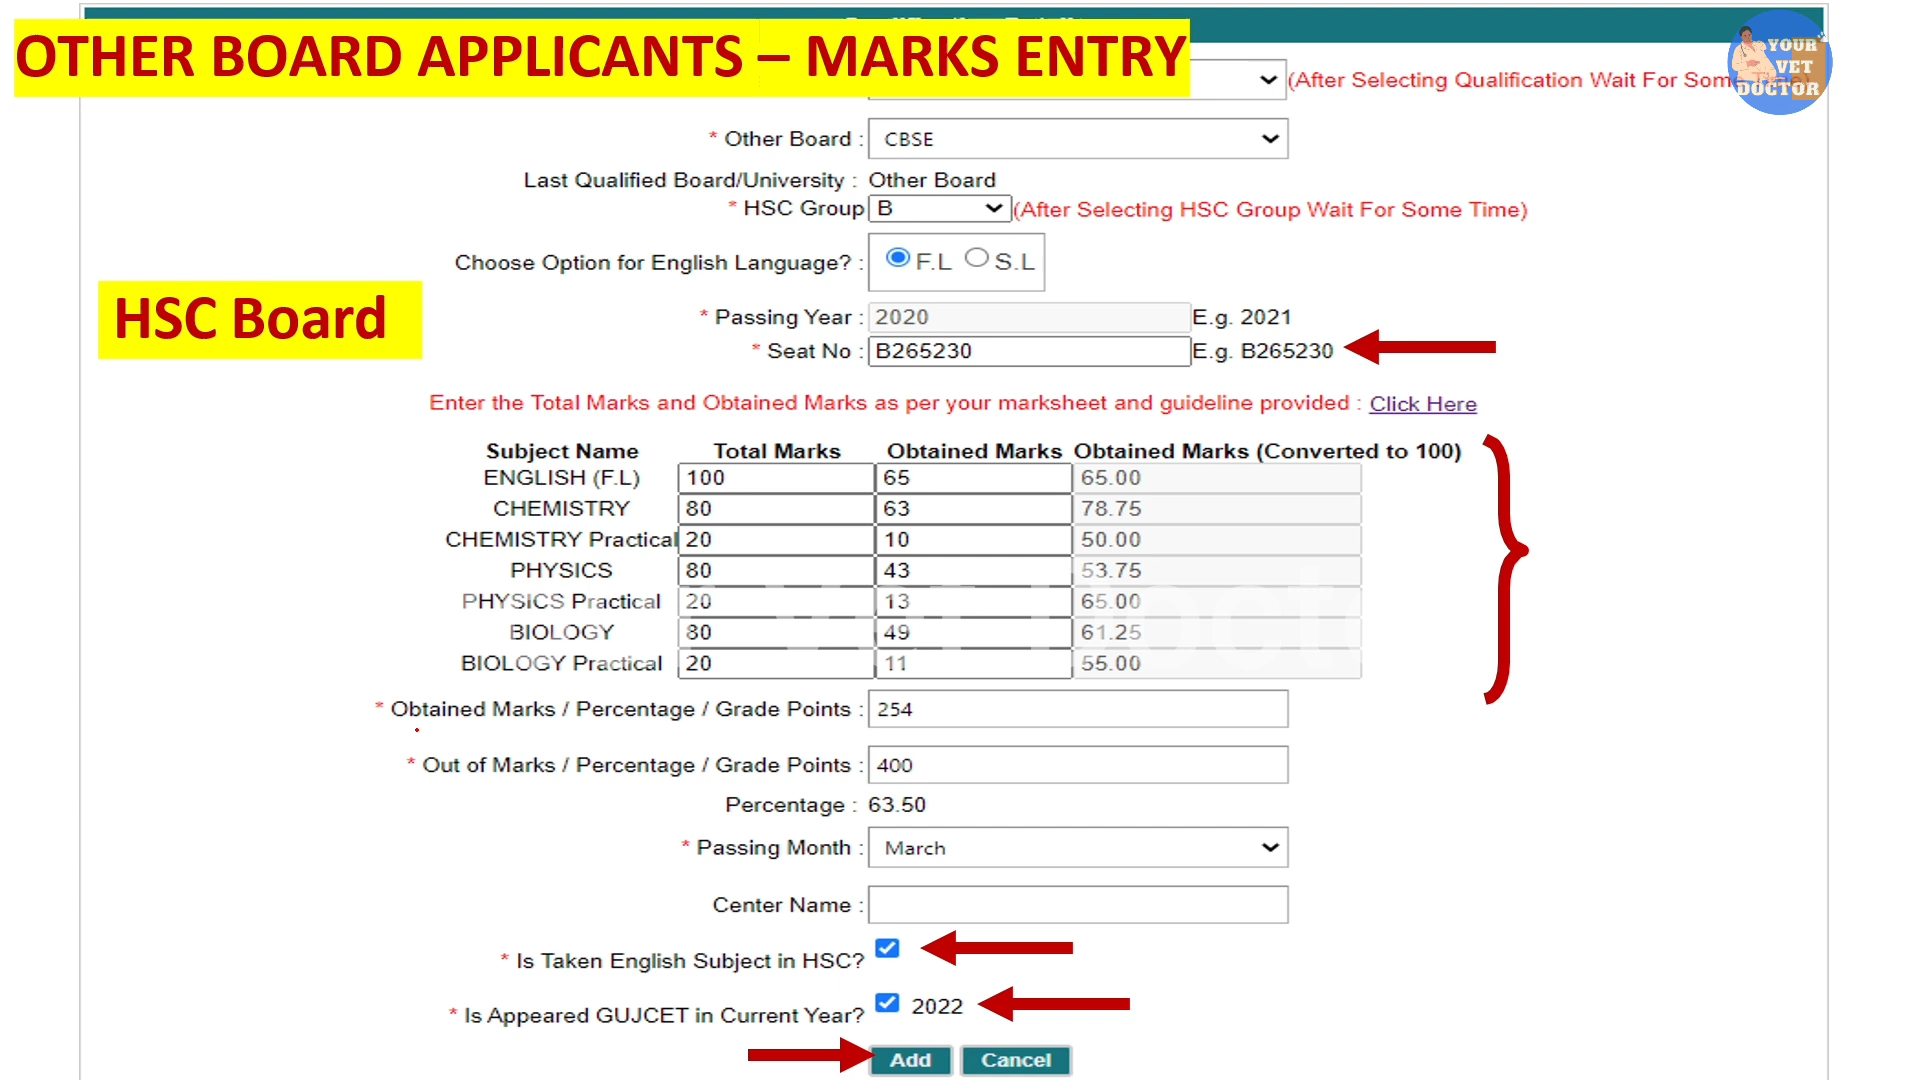 OTHER BOARD APPLICANTS – MARKS ENTRY
(After Selecting Qualification Wait For Some Time)
YOUR
VET
DOCTOR
* Other Board : CBSE
Last Qualified Board/University : Other Board
* HSC Group B (After Selecting HSC Group Wait For Some Time)
Choose Option for English Language? : F.L S.L
HSC Board
* Passing Year : 2020 E.g. 2021
* Seat No : B265230 E.g. B265230
Enter the Total Marks and Obtained Marks as per your marksheet and guideline provided : Click Here
Subject Name Total Marks Obtained Marks Obtained Marks (Converted to 100)
ENGLISH (F.L) 100 65 65.00
CHEMISTRY 80 63 78.75
CHEMISTRY Practical 20 10 50.00
PHYSICS 80 43 53.75
PHYSICS Practical 20 13 65.00
BIOLOGY 80 49 61.25
BIOLOGY Practical 20 11 55.00
* Obtained Marks / Percentage / Grade Points : 254
* Out of Marks / Percentage / Grade Points : 400
Percentage : 63.50
* Passing Month : March
Center Name :
* Is Taken English Subject in HSC?
* Is Appeared GUJCET in Current Year? 2022
Add Cancel